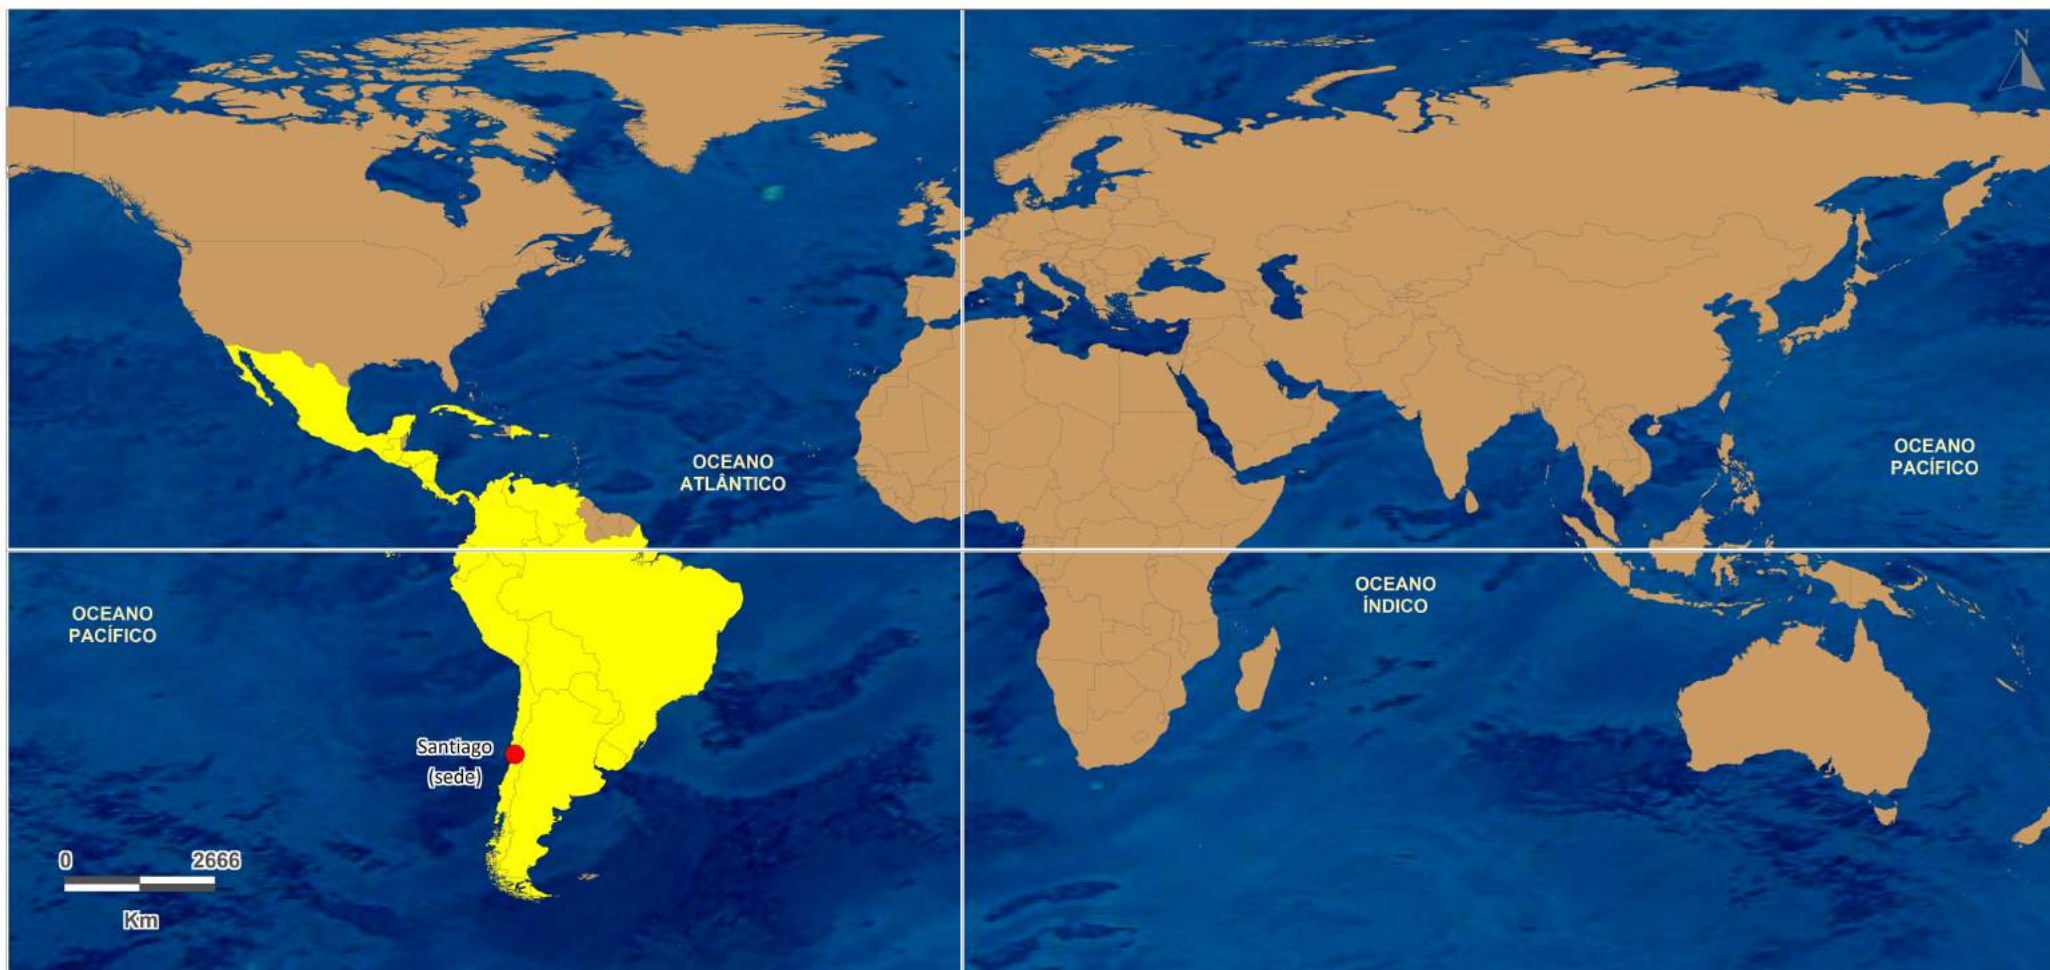 N
OCEANO
ATLÂNTICO
OCEANO
PACÍFICO
OCEANO
ÍNDICO
OCEANO
PACÍFICO
Santiago
(sede)
0 2666
Km